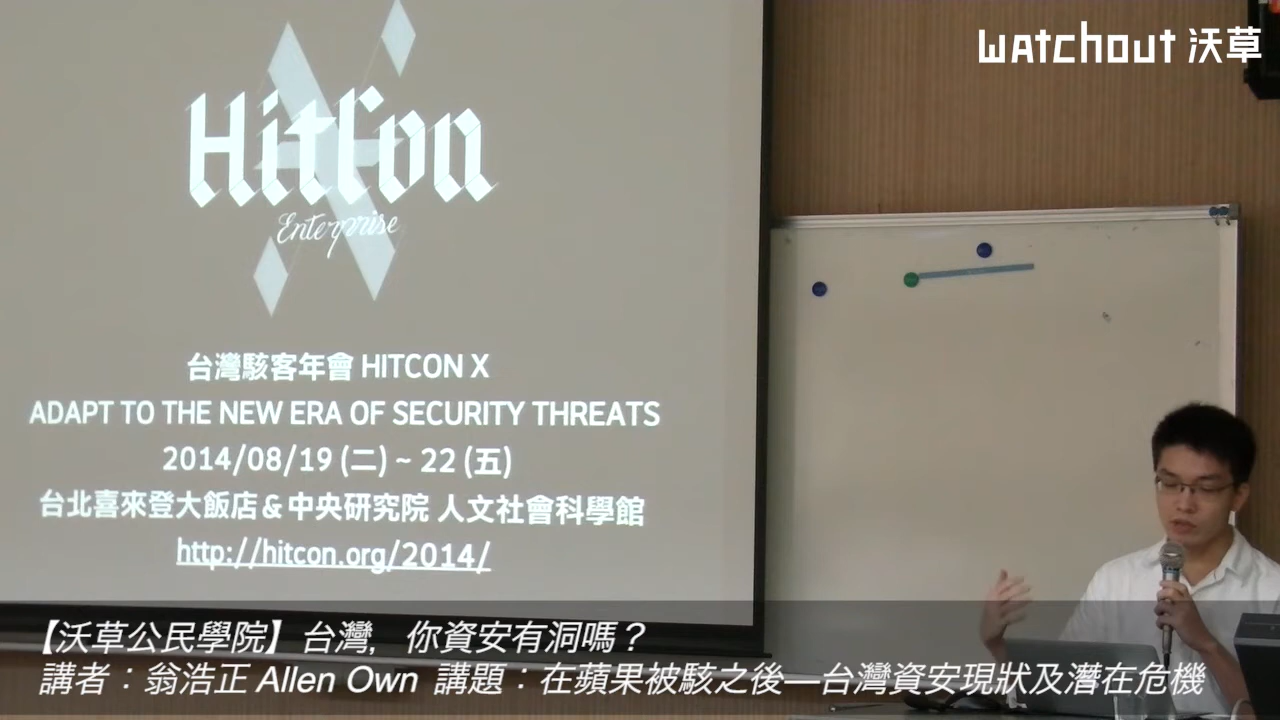 watchout 沃草
HitCon
Enterprise
台灣駭客年會 HITCON X
ADAPT TO THE NEW ERA OF SECURITY THREATS
2014/08/19 (二) ~ 22 (五)
台北喜來登大飯店 & 中央研究院 人文社會科學館
http://hitcon.org/2014/
【沃草公民學院】台灣，你資安有洞嗎？
講者：翁浩正 Allen Own 講題：在蘋果被駭之後—台灣資安現狀及潛在危機